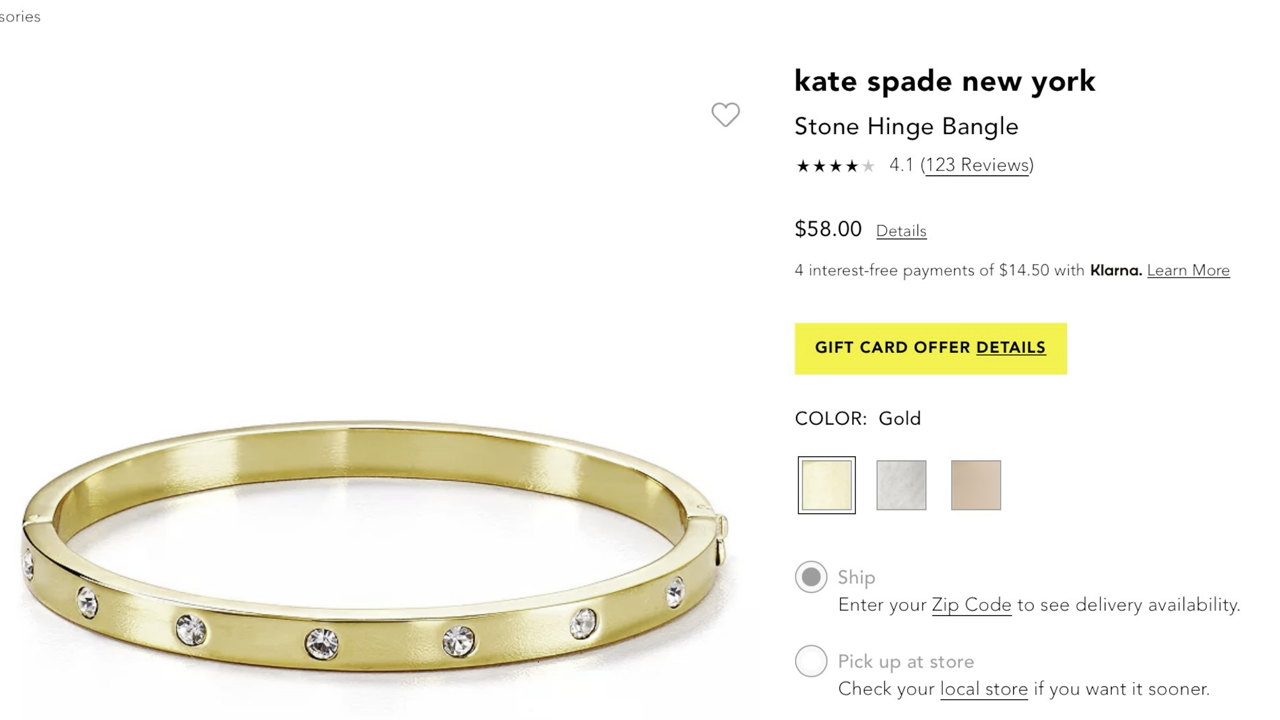 sories
kate spade new york
Stone Hinge Bangle
4.1 (123 Reviews)
$58.00 Details
4 interest-free payments of $14.50 with Klarna. Learn More
GIFT CARD OFFER DETAILS
COLOR: Gold
Ship
Enter your Zip Code to see delivery availability.
Pick up at store
Check your local store if you want it sooner.